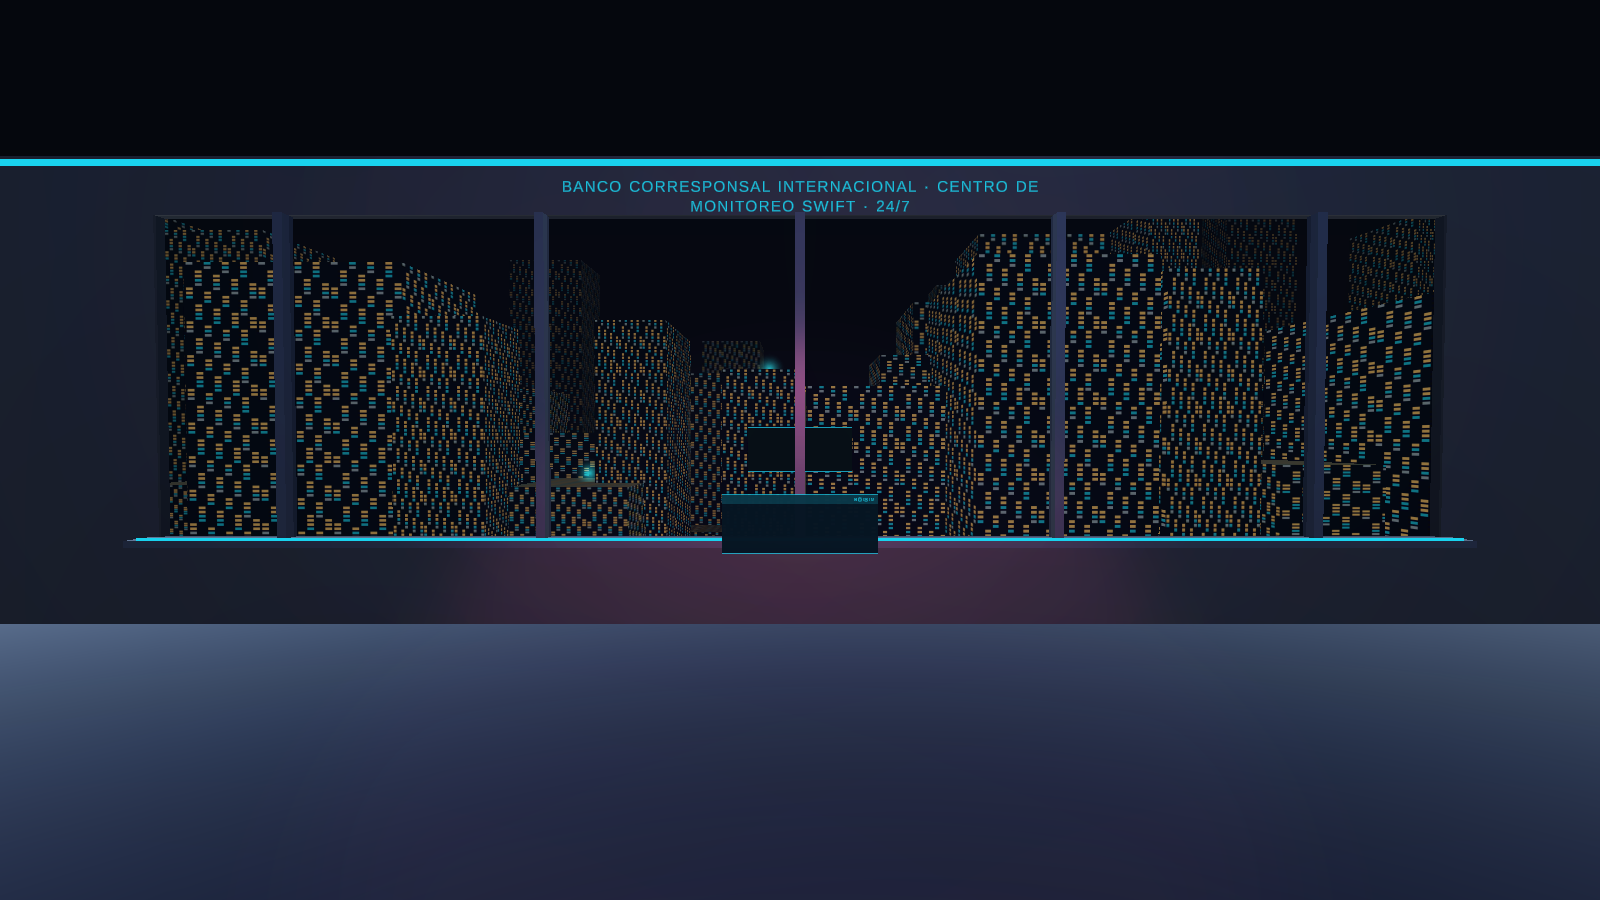 BANCO CORRESPONSAL INTERNACIONAL · CENTRO DE
MONITOREO SWIFT · 24/7